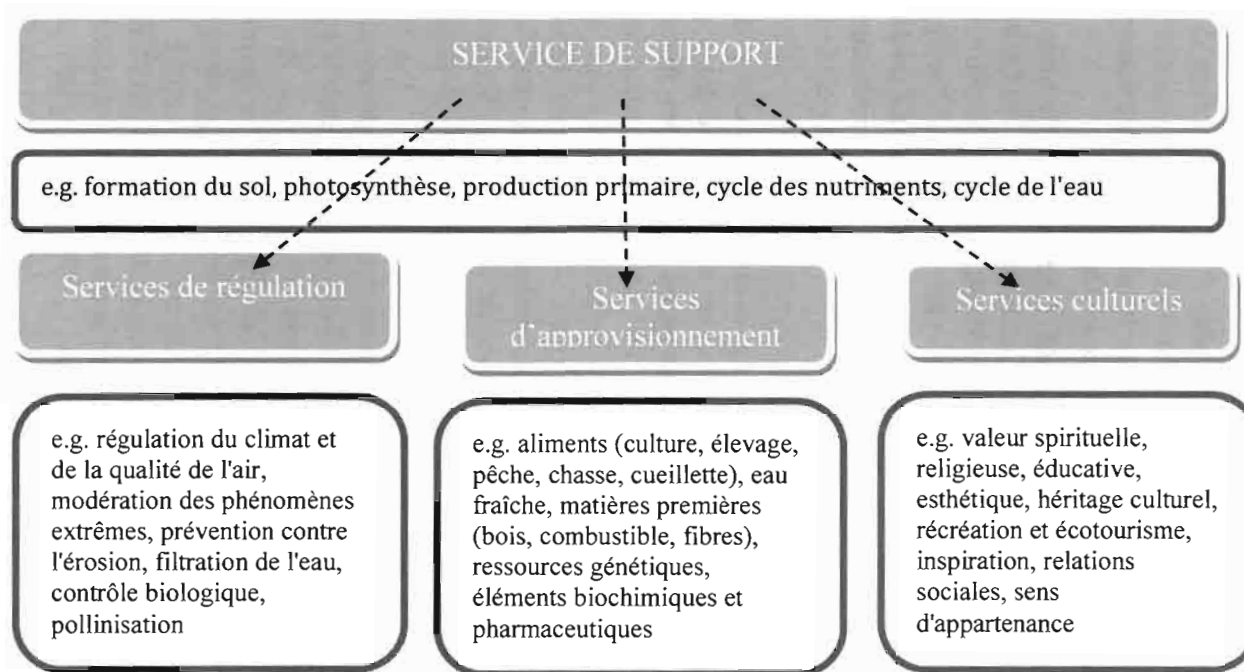 SERVICE DE SUPPORT
e.g. formation du sol, photosynthèse, production primaire, cycle des nutriments, cycle de l'eau
Services de régulation
Services
d'approvisionnement
Services culturels
e.g. régulation du climat et
de la qualité de l'air,
modération des phénomènes
extrêmes, prévention contre
l'érosion, filtration de l'eau,
contrôle biologique,
pollinisation
e.g. aliments (culture, élevage,
pêche, chasse, cueillette), eau
fraîche, matières premières
(bois, combustible, fibres),
ressources génétiques,
éléments biochimiques et
pharmaceutiques
e.g. valeur spirituelle,
religieuse, éducative,
esthétique, héritage culturel,
récréation et écotourisme,
inspiration, relations
sociales, sens
d'appartenance